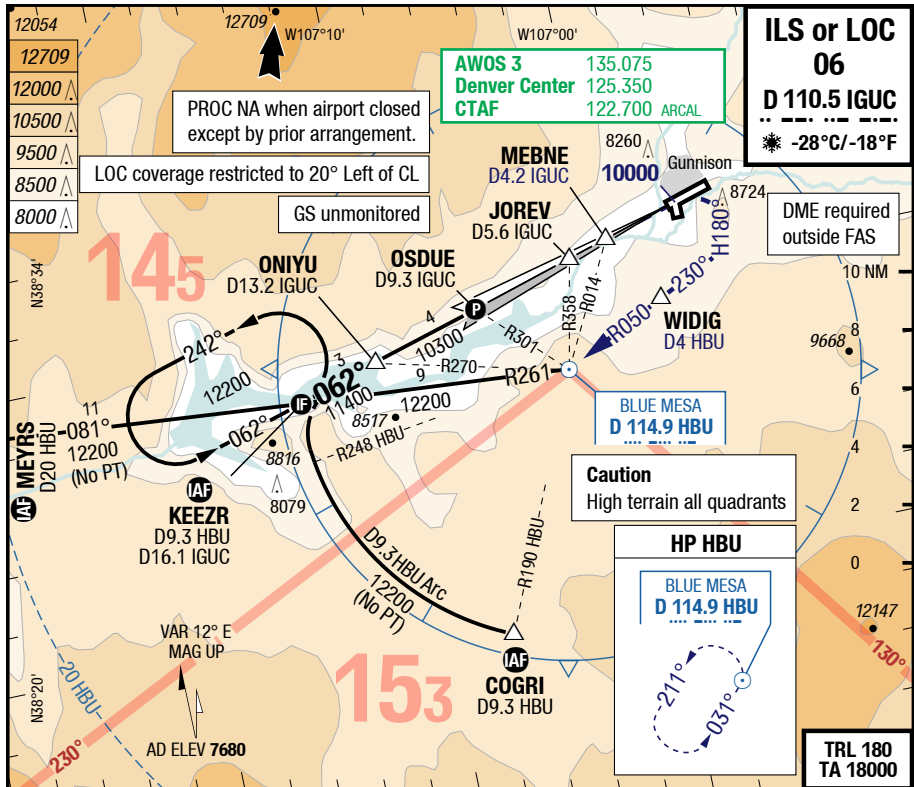 12054
12709
12000
10500
9500
8500
8000
12709
W107°10'
W107°00'
ILS or LOC
06
D 110.5 IGUC
-28°C/-18°F
AWOS 3 135.075
Denver Center 125.350
CTAF 122.700 ARCAL
PROC NA when airport closed
except by prior arrangement.
LOC coverage restricted to 20° Left of CL
GS unmonitored
MEBNE
D4.2 IGUC
8260
10000
Gunnison
8724
JOREV
D5.6 IGUC
DME required
outside FAS
OSDUE
D9.3 IGUC
ONIYU
D13.2 IGUC
N38°34'
145
R050
230°
H180°
WIDIG
D4 HBU
10 NM
8
6
4
2
0
9668
P
4
10300
R358
R014
R301
3
9
R270
062°
11400
R261
12200
242°
12200
062°
IF
11
081°
12200
(No PT)
IAF MEYRS
D20 HBU
8517
R248 HBU
8816
8079
IAF
KEEZR
D9.3 HBU
D16.1 IGUC
BLUE MESA
D 114.9 HBU
Caution
High terrain all quadrants
D9.3 HBU Arc
12200
(No PT)
R190 HBU
IAF
COGRI
D9.3 HBU
HP HBU
BLUE MESA
D 114.9 HBU
211°
031°
12147
130°
VAR 12° E
MAG UP
AD ELEV 7680
N38°20'
20 HBU
230°
153
TRL 180
TA 18000